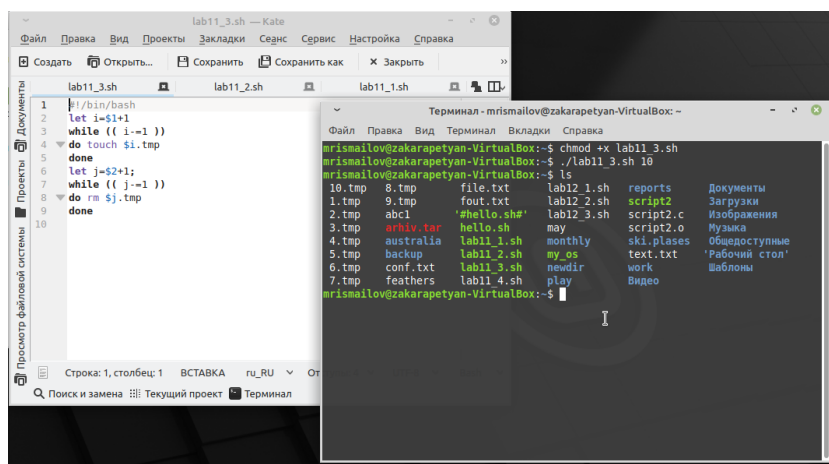 lab11_3.sh — Kate
Файл Правка Вид Проекты Закладки Сеанс Сервис Настройка Справка
Создать Открыть... Сохранить Сохранить как Закрыть »
lab11_3.sh lab11_2.sh lab11_1.sh
Документы
Проекты
Просмотр файловой системы
1 #!/bin/bash
2 let i=$1+1
3 while (( i-=1 ))
4 do touch $i.tmp
5 done
6 let j=$2+1;
7 while (( j-=1 ))
8 do rm $j.tmp
9 done
10
Строка: 1, столбец: 1 ВСТАВКА ru_RU
Поиск и замена Текущий проект Терминал
Терминал - mrismailov@zakarapetyan-VirtualBox: ~
Файл Правка Вид Терминал Вкладки Справка
mrismailov@zakarapetyan-VirtualBox:~$ chmod +x lab11_3.sh
mrismailov@zakarapetyan-VirtualBox:~$ ./lab11_3.sh 10
mrismailov@zakarapetyan-VirtualBox:~$ ls
10.tmp 8.tmp file.txt lab12_1.sh reports Документы
1.tmp 9.tmp fout.txt lab12_2.sh script2 Загрузки
2.tmp abc1 '#hello.sh#' lab12_3.sh script2.c Изображения
3.tmp arhiv.tar hello.sh may script2.o Музыка
4.tmp australia lab11_1.sh monthly ski.plases Общедоступные
5.tmp backup lab11_2.sh my_os text.txt 'Рабочий стол'
6.tmp conf.txt lab11_3.sh newdir work Шаблоны
7.tmp feathers lab11_4.sh play Видео
mrismailov@zakarapetyan-VirtualBox:~$